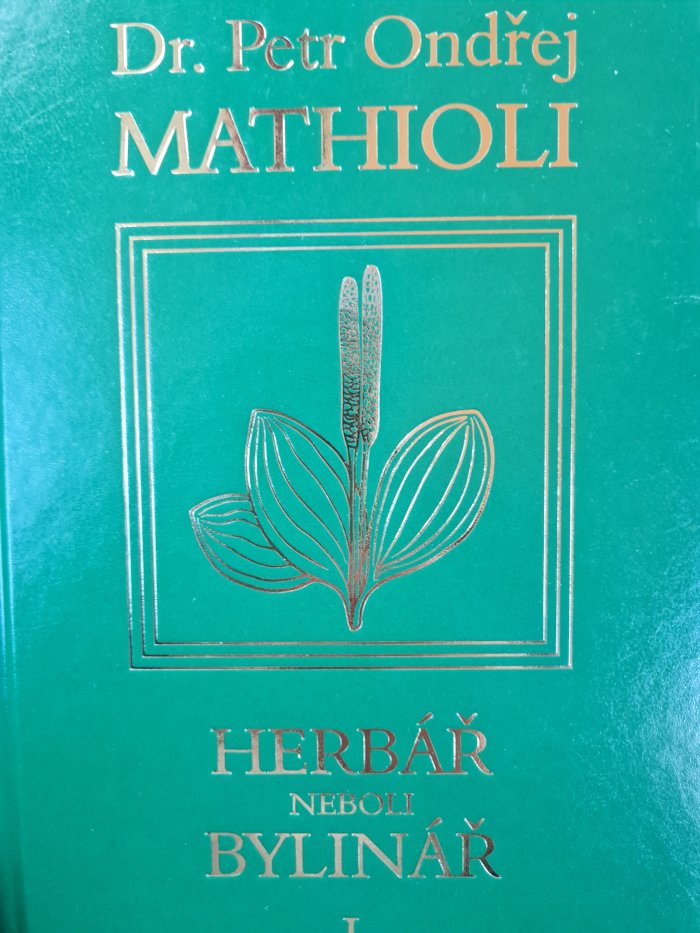 Dr. Petr Ondřej
MATHIOLI
HERBÁŘ
NEBOLI
BYLINÁŘ
I